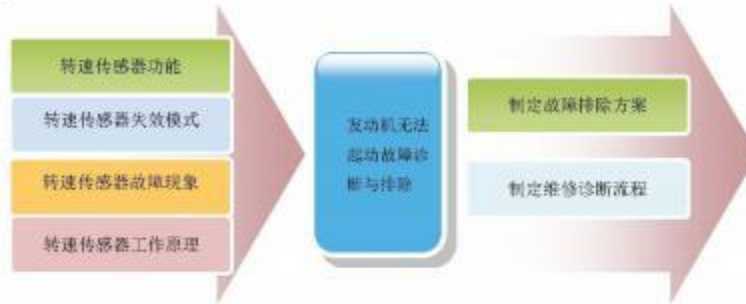 转速传感器功能
转速传感器失效模式
转速传感器故障现象
转速传感器工作原理
发动机无法
起动故障诊
断与排除
制定故障排除方案
制定维修诊断流程